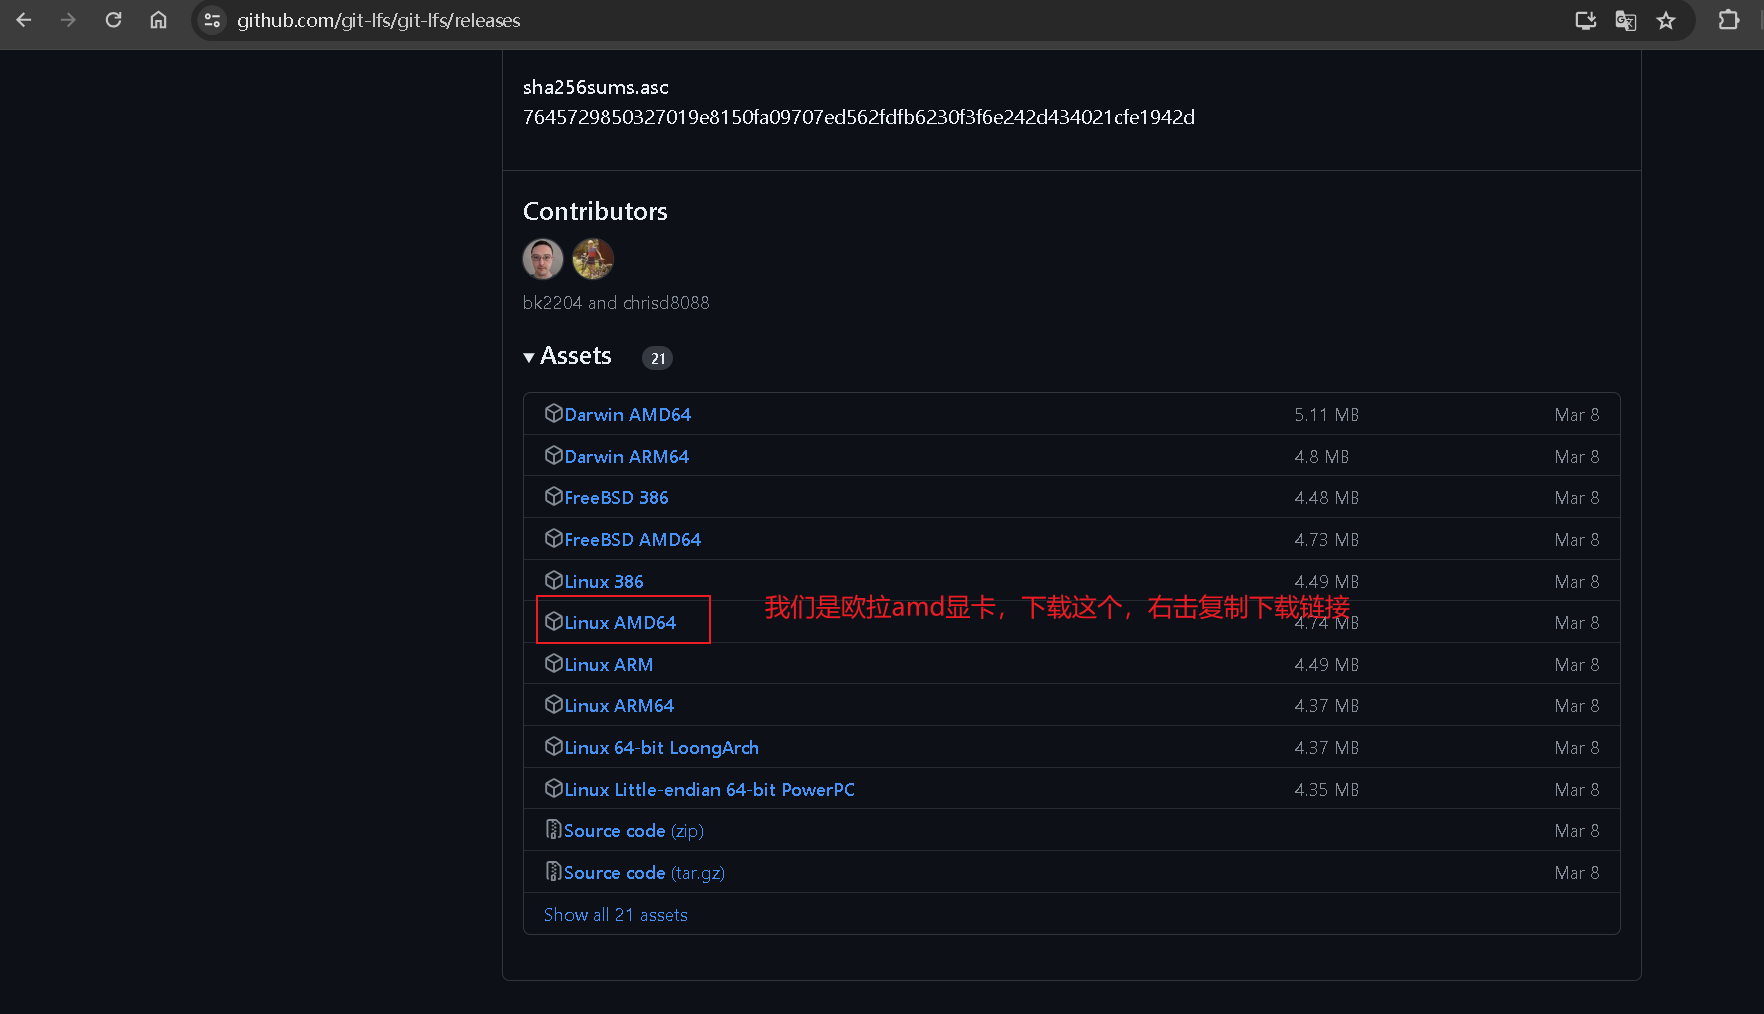 github.com/git-lfs/git-lfs/releases
sha256sums.asc
7645729850327019e8150fa09707ed562fdfb6230f3f6e242d434021cfe1942d
Contributors
bk2204 and chrisd8088
Assets 21
Darwin AMD64 5.11 MB Mar 8
Darwin ARM64 4.8 MB Mar 8
FreeBSD 386 4.48 MB Mar 8
FreeBSD AMD64 4.73 MB Mar 8
Linux 386 4.49 MB Mar 8
我们是欧拉amd显卡，下载这个，右击复制下载链接
Linux AMD64 4.74 MB Mar 8
Linux ARM 4.49 MB Mar 8
Linux ARM64 4.37 MB Mar 8
Linux 64-bit LoongArch 4.37 MB Mar 8
Linux Little-endian 64-bit PowerPC 4.35 MB Mar 8
Source code (zip) Mar 8
Source code (tar.gz) Mar 8
Show all 21 assets